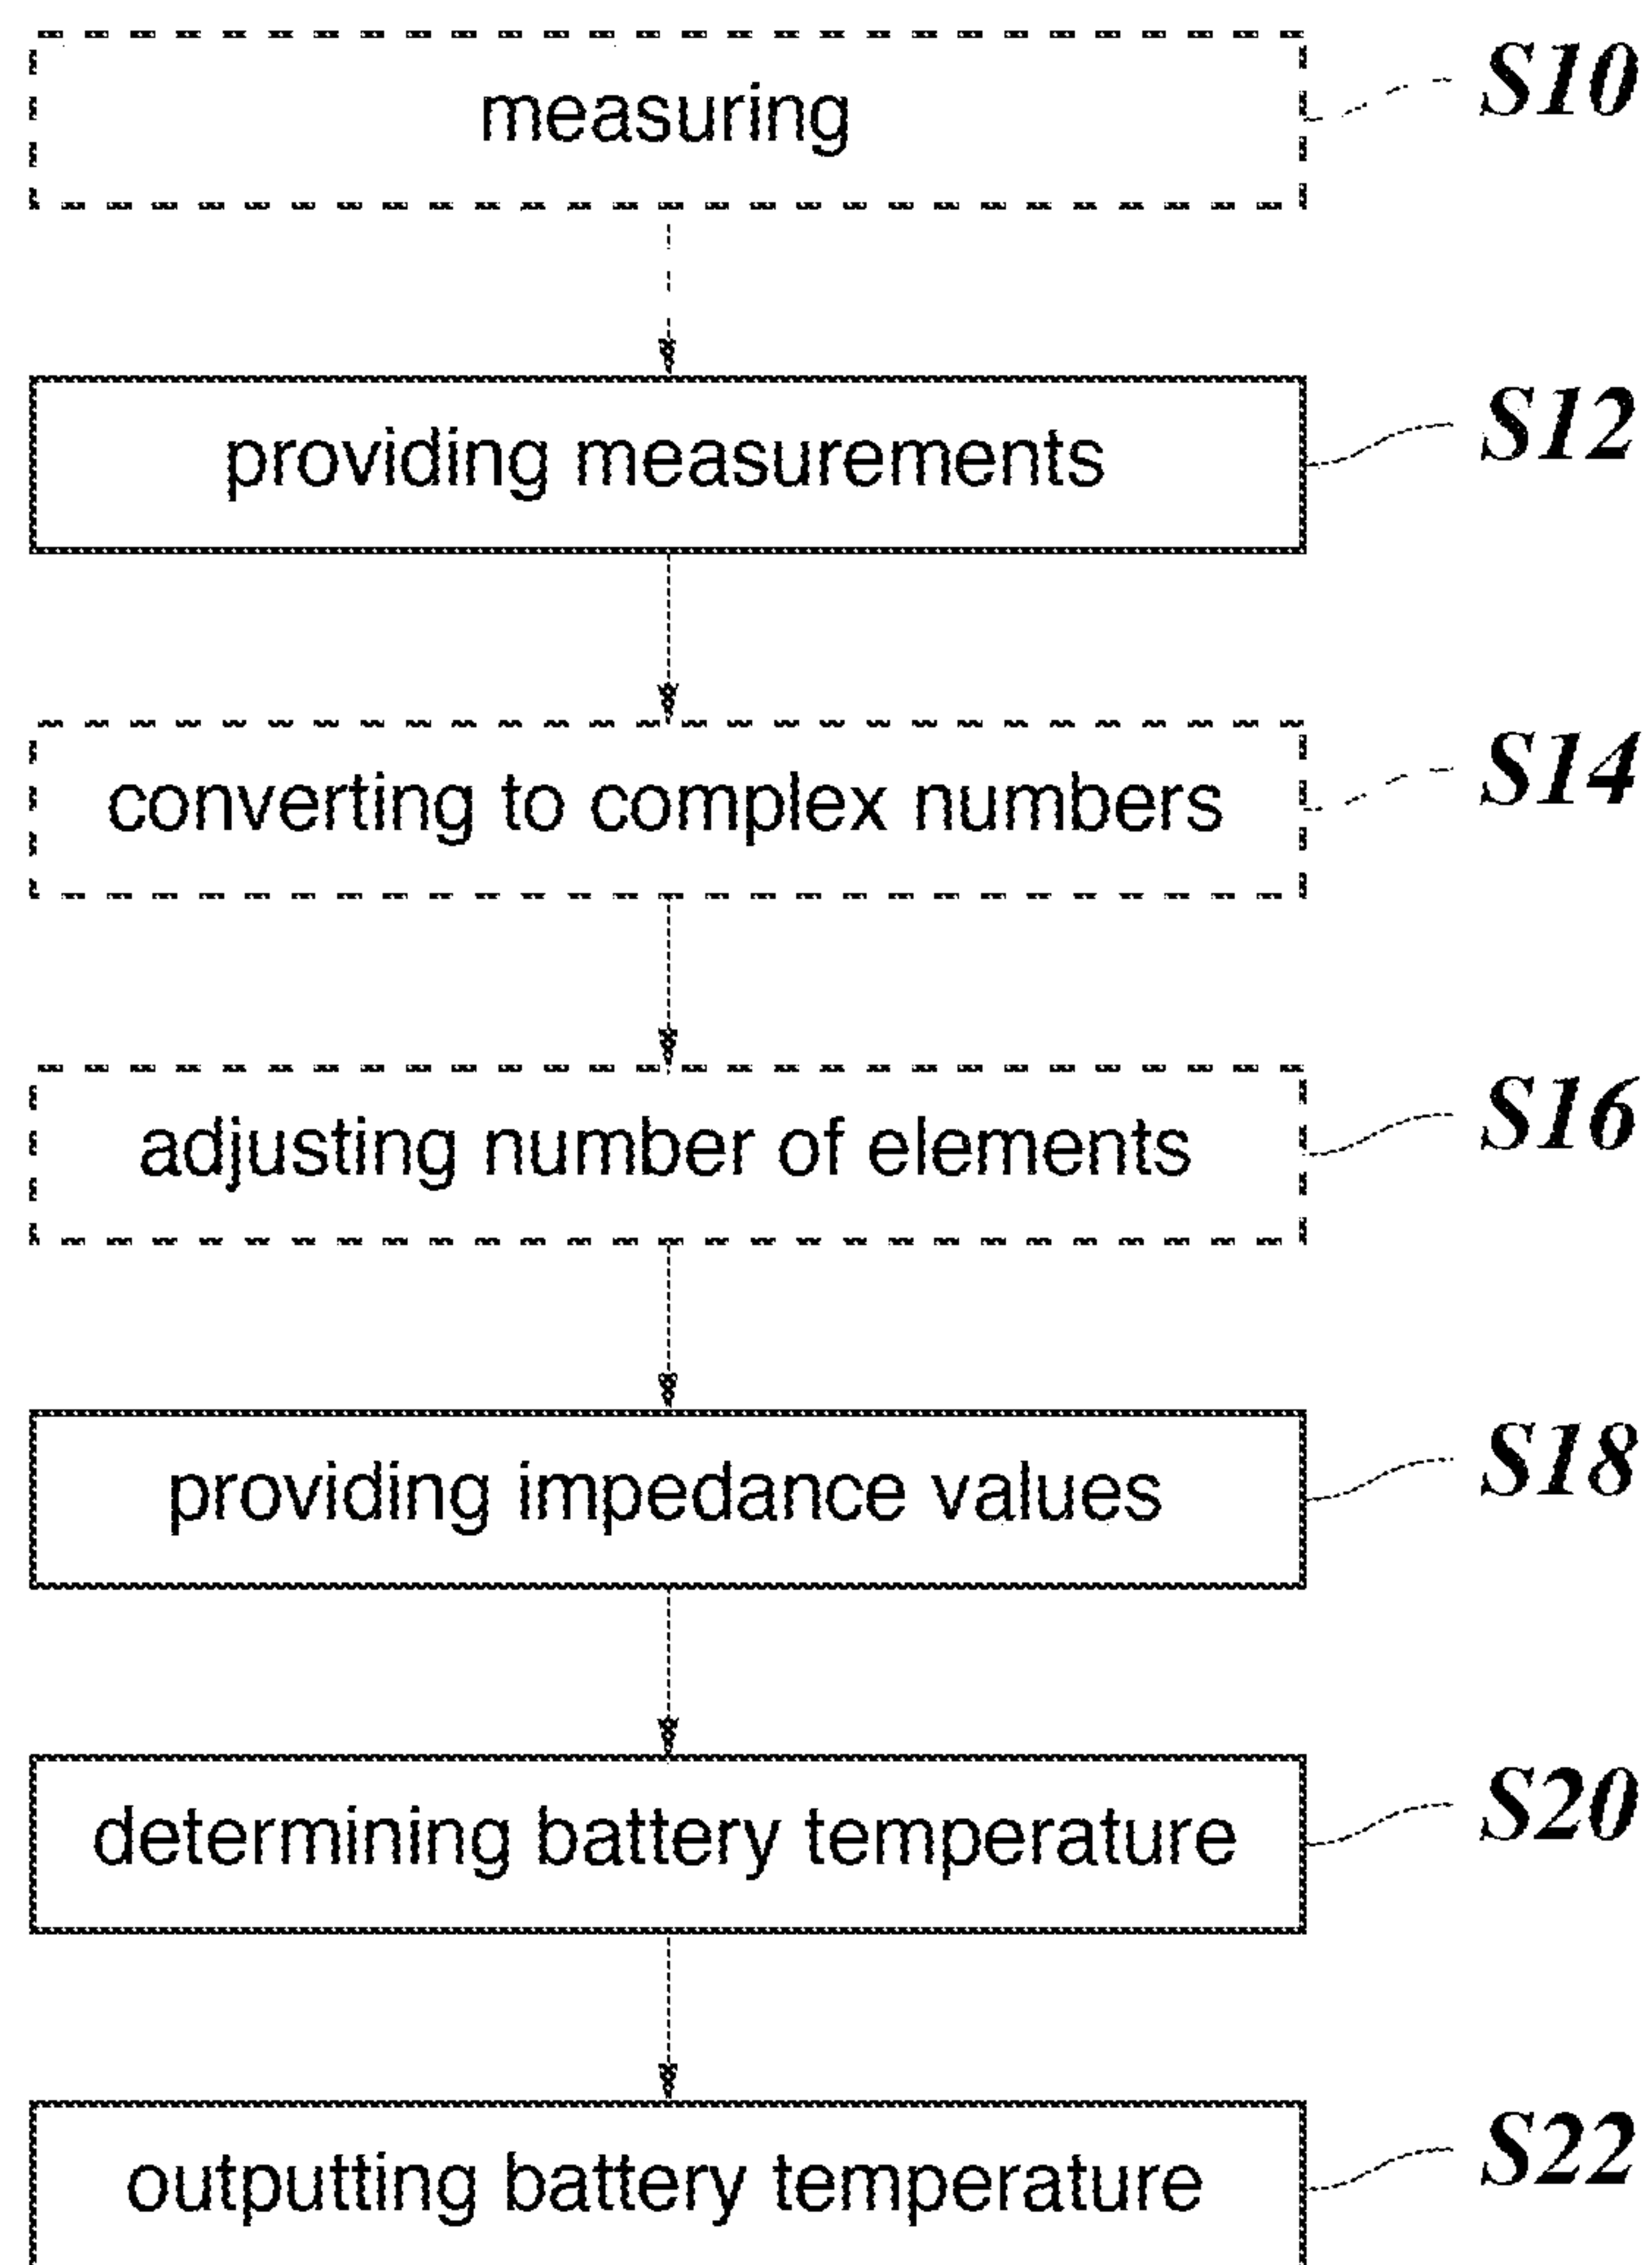 measuring S10
providing measurements S12
converting to complex numbers S14
adjusting number of elements S16
providing impedance values S18
determining battery temperature S20
outputting battery temperature S22